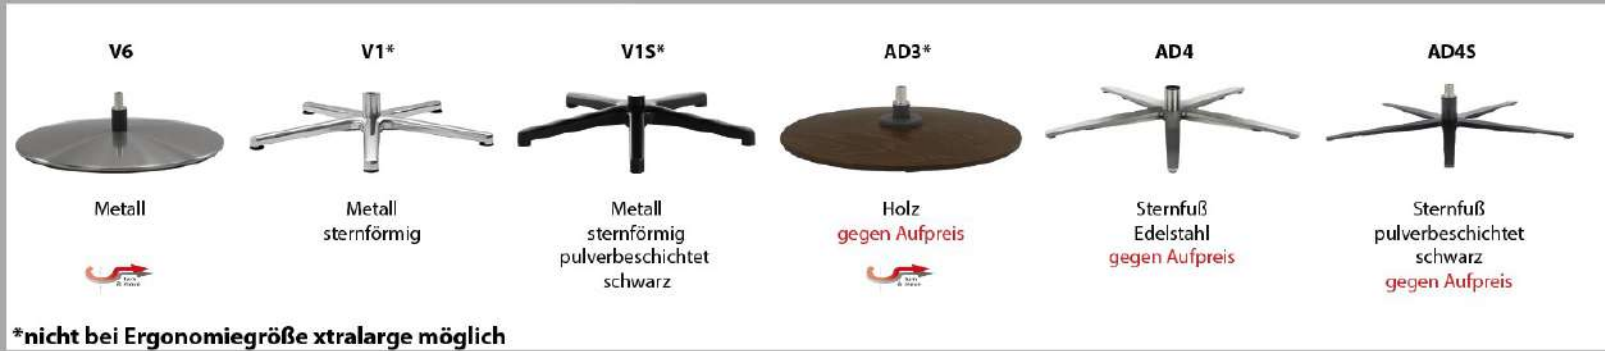 V6
V1*
V1S*
AD3*
AD4
AD4S
Metall
Metall
sternförmig
Metall
sternförmig
pulverbeschichtet
schwarz
Holz
gegen Aufpreis
Sternfuß
Edelstahl
gegen Aufpreis
Sternfuß
pulverbeschichtet
schwarz
gegen Aufpreis
*nicht bei Ergonomiegröße xtralarge möglich